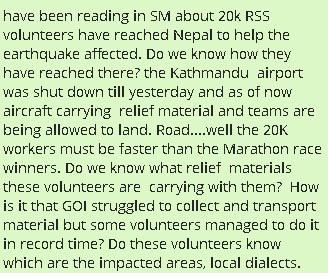 have been reading in SM about 20k RSS
volunteers have reached Nepal to help the
earthquake affected. Do we know how they
have reached there? the Kathmandu  airport
was shut down till yesterday and as of now
aircraft carrying  relief material and teams are
being allowed to land. Road....well the 20K
workers must be faster than the Marathon race
winners. Do we know what relief  materials
these volunteers are  carrying with them?  How
is it that GOI struggled to collect and transport
material but some volunteers managed to do it
in record time? Do these volunteers know
which are the impacted areas, local dialects.